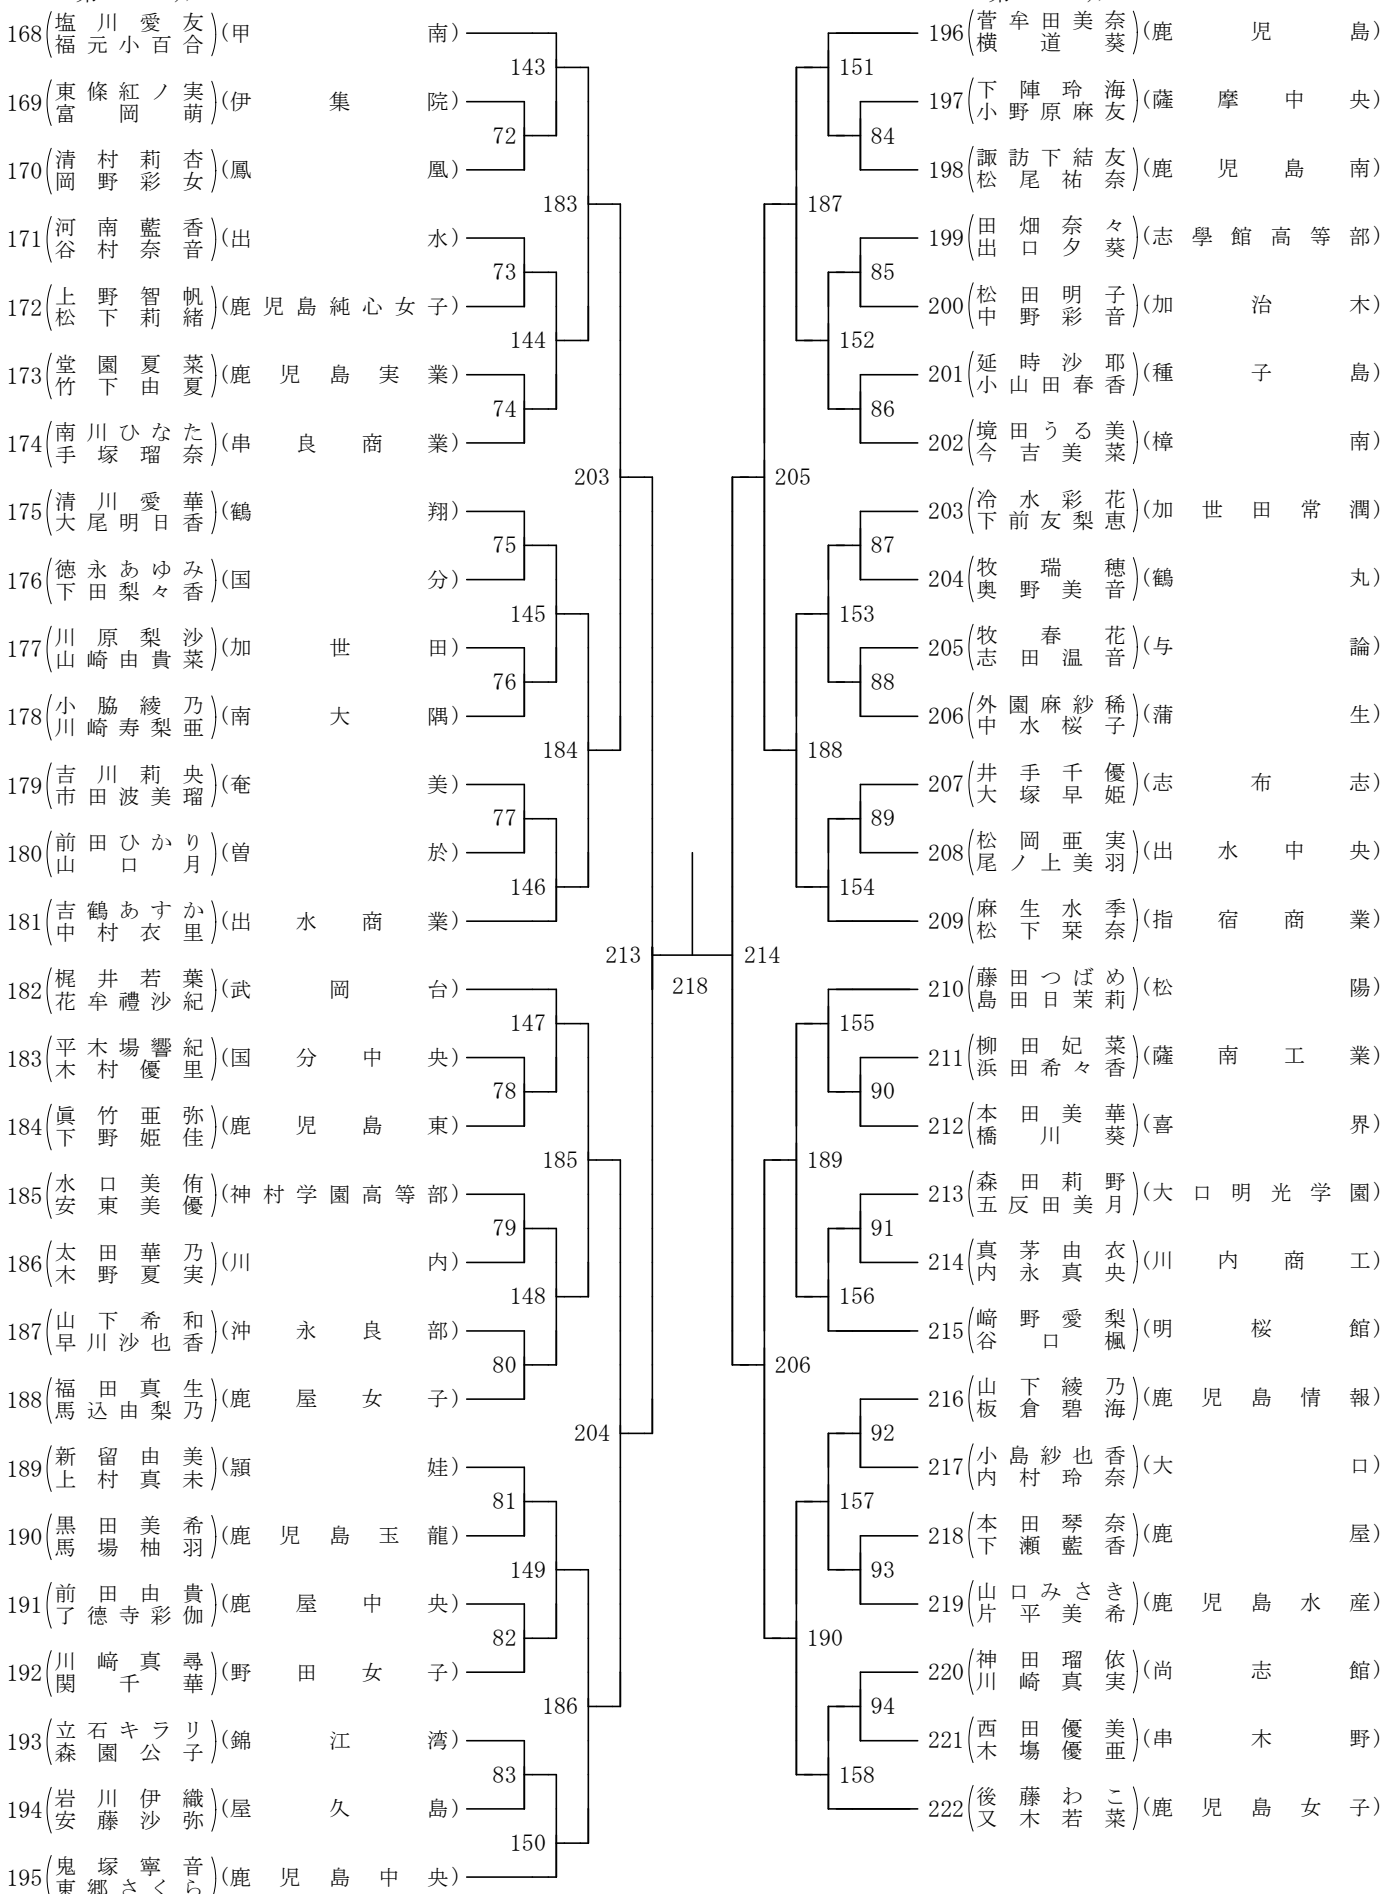 168(塩川愛友 福元小百合)(甲南)
169(東條紅ノ実 富岡萌)(伊集院)
170(清村莉杏 岡野彩女)(鳳凰)
171(河南藍香 谷村奈音)(出水)
172(上野智帆 松下莉緒)(鹿児島純心女子)
173(堂園夏菜 竹下由夏)(鹿児島実業)
174(南川ひなた 手塚瑠奈)(串良商業)
175(清川愛華 大尾明日香)(鶴翔)
176(徳永あゆみ 下田梨々香)(国分)
177(川原梨沙 山崎由貴菜)(加世田)
178(小脇綾乃 川崎寿梨亜)(南大隅)
179(吉川莉央 市田波美瑠)(奄美)
180(前田ひかり 山口月)(曽於)
181(吉鶴あすか 中村衣里)(出水商業)
182(梶井若葉 花牟禮沙紀)(武岡台)
183(平木場響紀 木村優里)(国分中央)
184(眞竹亜弥 下野姫佳)(鹿児島東)
185(水口美侑 安東美優)(神村学園高等部)
186(太田華乃 木野夏実)(川内)
187(山下希和 早川沙也香)(沖永良部)
188(福田真生 馬込由梨乃)(鹿屋女子)
189(新留由美 上村真未)(頴娃)
190(黒田美希 馬場柚羽)(鹿児島玉龍)
191(前田由貴 了德寺彩伽)(鹿屋中央)
192(川﨑真尋 関千華)(野田女子)
193(立石キラリ 森園公子)(錦江湾)
194(岩川伊織 安藤沙弥)(屋久島)
195(鬼塚寧音 東郷さくら)(鹿児島中央)
143
72
183
73
144
74
203
75
145
76
184
77
146
213
147
78
185
79
148
80
204
81
149
82
186
83
150
218
151
84
187
85
152
86
205
87
153
88
188
89
154
214
155
90
189
91
156
206
92
157
93
190
94
158
196(菅牟田美奈 横道葵)(鹿児島)
197(下陣玲海 小野原麻友)(薩摩中央)
198(諏訪下結友 松尾祐奈)(鹿児島南)
199(田畑奈々 出口夕葵)(志學館高等部)
200(松田明子 中野彩音)(加治木)
201(延時沙耶 小山田春香)(種子島)
202(境田うる美 今吉美菜)(樟南)
203(冷水彩花 下前友梨恵)(加世田常潤)
204(牧瑞穂 奥野美音)(鶴丸)
205(牧春花 志田温音)(与論)
206(外園麻紗稀 中水桜子)(蒲生)
207(井手千優 大塚早姫)(志布志)
208(松岡亜実 尾ノ上美羽)(出水中央)
209(麻生水季 松下栞奈)(指宿商業)
210(藤田つばめ 島田日茉莉)(松陽)
211(柳田妃菜 浜田希々香)(薩南工業)
212(本田美華 橋川葵)(喜界)
213(森田莉野 五反田美月)(大口明光学園)
214(真茅由衣 内永真央)(川内商工)
215(﨑野愛梨 谷口楓)(明桜館)
216(山下綾乃 板倉碧海)(鹿児島情報)
217(小島紗也香 内村玲奈)(大口)
218(本田琴奈 下瀬藍香)(鹿屋)
219(山口みさき 片平美希)(鹿児島水産)
220(神田瑠依 川崎真実)(尚志館)
221(西田優美 木塲優亜)(串木野)
222(後藤わこ 又木若菜)(鹿児島女子)